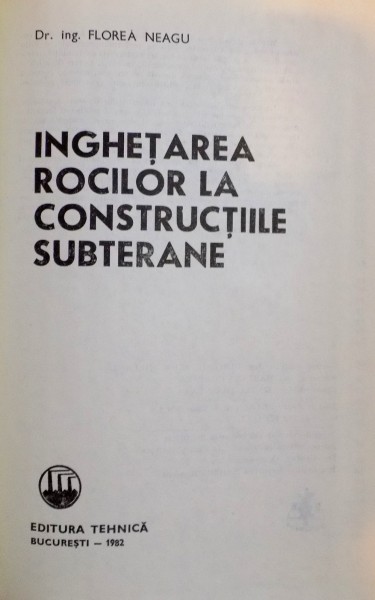 Dr. ing. FLOREA NEAGU
INGHEȚAREA
ROCILOR LA
CONSTRUCȚIILE
SUBTERANE
EDITURA TEHNICĂ
BUCUREȘTI — 1982